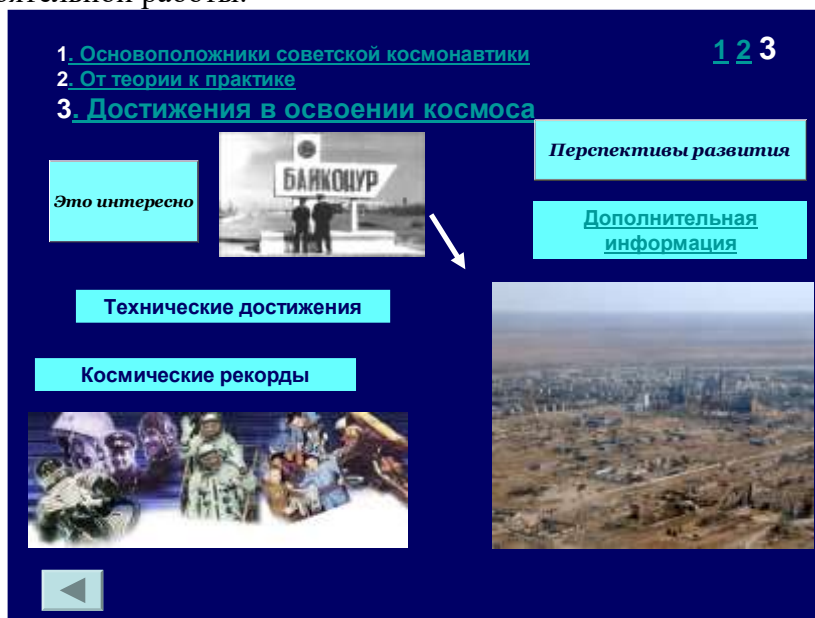 1. Основоположники советской космонавтики
1 2 3
2. От теории к практике
3. Достижения в освоении космоса
Перспективы развития
Это интересно
БАЙКОНУР
Дополнительная
информация
Технические достижения
Космические рекорды